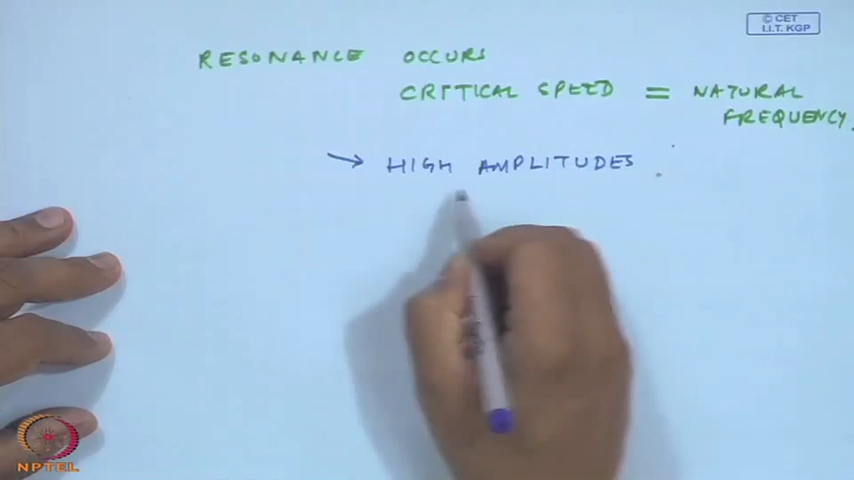 © CET
I.I.T. KGP
RESONANCE OCCURS
CRITICAL SPEED = NATURAL
FREQUENCY.
→ HIGH AMPLITUDES
NPTEL